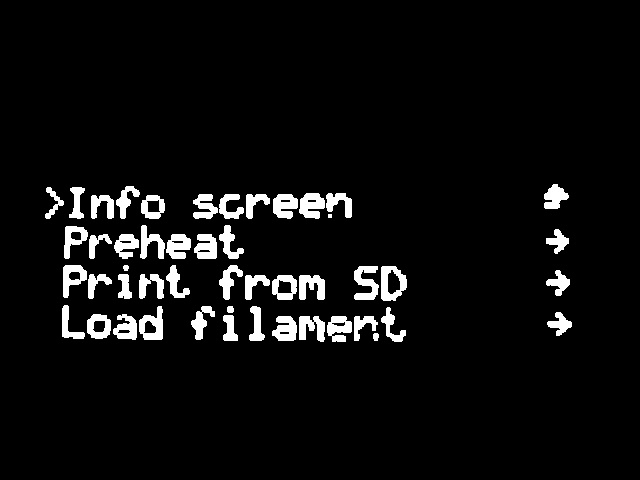 >Info screen ⬏
Preheat →
Print from SD →
Load filament →